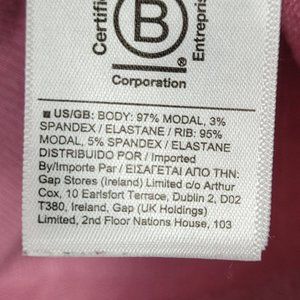 Certified
B
Enterprise
Corporation
■ US/GB: BODY: 97% MODAL, 3%
SPANDEX / ELASTANE / RIB: 95%
MODAL, 5% SPANDEX / ELASTANE
DISTRIBUIDO POR / Imported
By/Importe Par / ΕΙΣΑΓΕΤΑΙ ΑΠΟ ΤΗΝ:
Gap Stores (Ireland) Limited c/o Arthur
Cox, 10 Earlsfort Terrace, Dublin 2, D02
T380, Ireland, Gap (UK Holdings)
Limited, 2nd Floor Nations House, 103